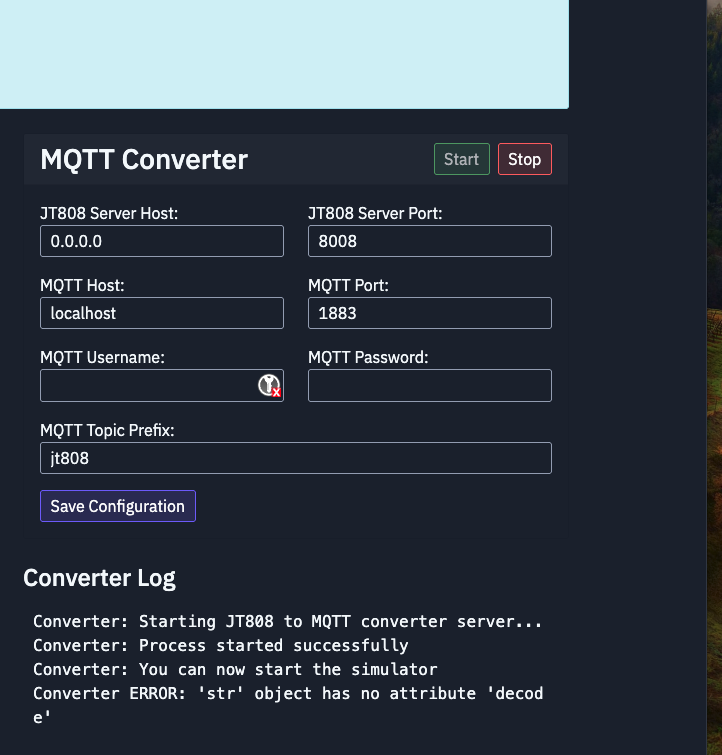 MQTT Converter Start Stop
JT808 Server Host: JT808 Server Port:
0.0.0.0 8008
MQTT Host: MQTT Port:
localhost 1883
MQTT Username: MQTT Password:
MQTT Topic Prefix:
jt808
Save Configuration
Converter Log
Converter: Starting JT808 to MQTT converter server...
Converter: Process started successfully
Converter: You can now start the simulator
Converter ERROR: 'str' object has no attribute 'decod
e'